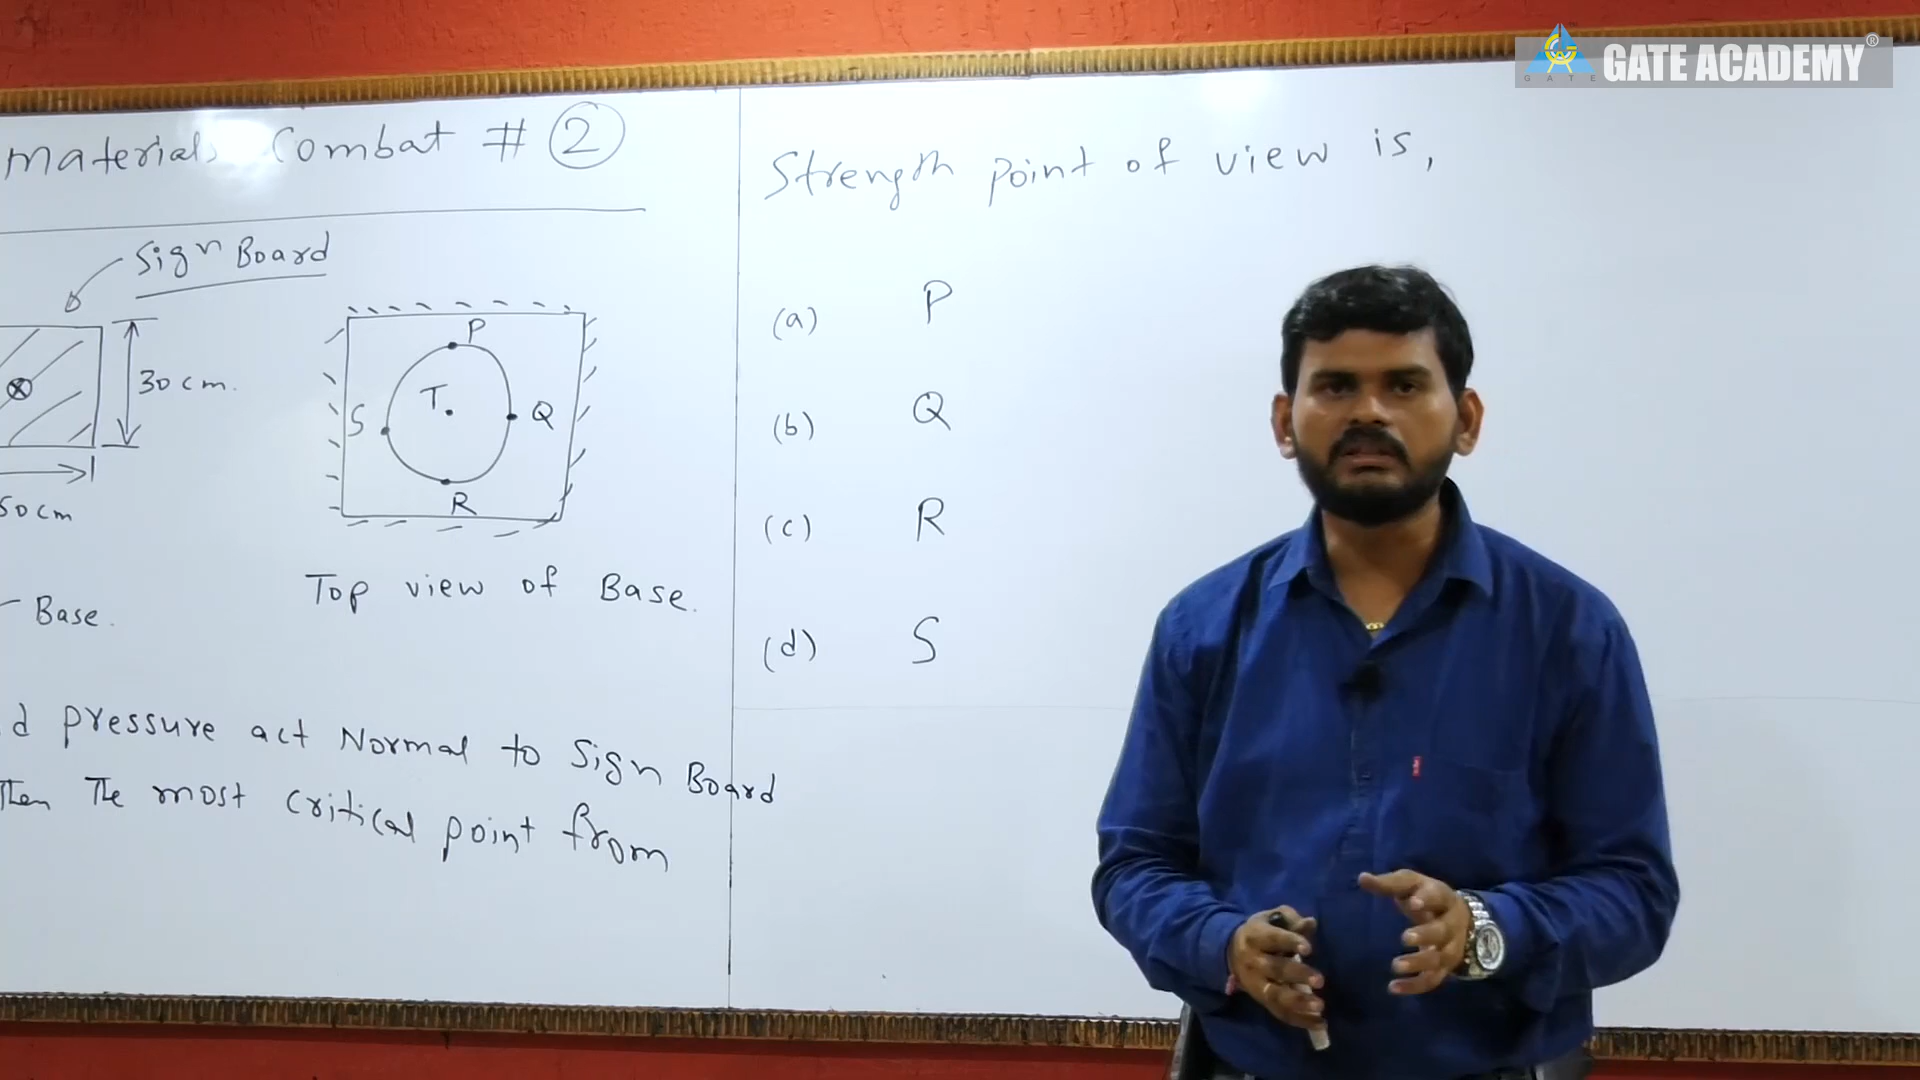 GATE ACADEMY®
GATE
Materials Combat # 2
Sign Board
30 cm.
50 cm
Base.
P
T
S
Q
R
Top view of Base.
d pressure act Normal to Sign Board
Then The most critical point from
Strength point of view is,
(a) P
(b) Q
(c) R
(d) S